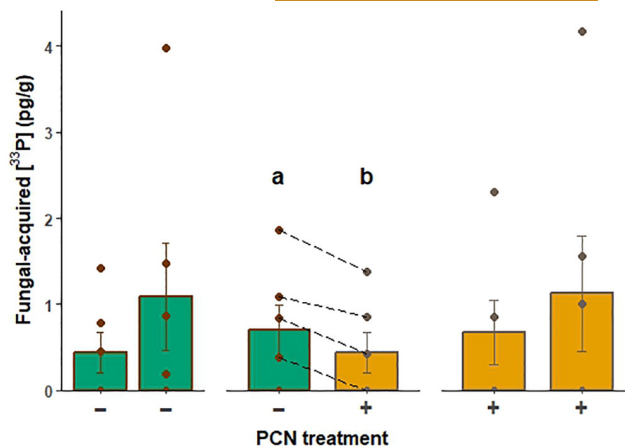 Fungal-acquired [³³P] (pg/g)
4
3
2
1
0
a b
− − − + + +
PCN treatment